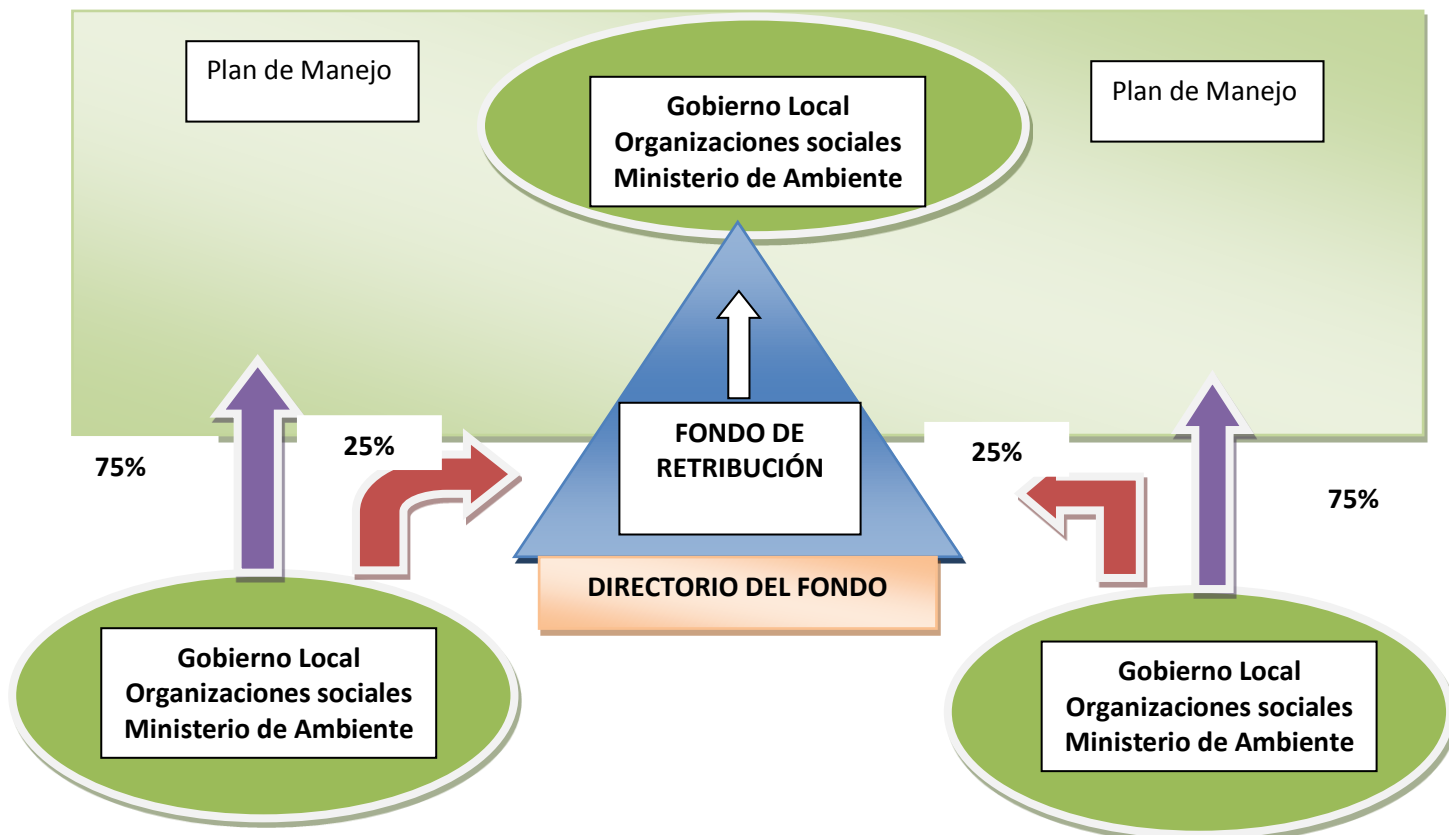 Plan de Manejo
Gobierno Local
Organizaciones sociales
Ministerio de Ambiente
Plan de Manejo
75%
25%
FONDO DE
RETRIBUCIÓN
25%
75%
DIRECTORIO DEL FONDO
Gobierno Local
Organizaciones sociales
Ministerio de Ambiente
Gobierno Local
Organizaciones sociales
Ministerio de Ambiente